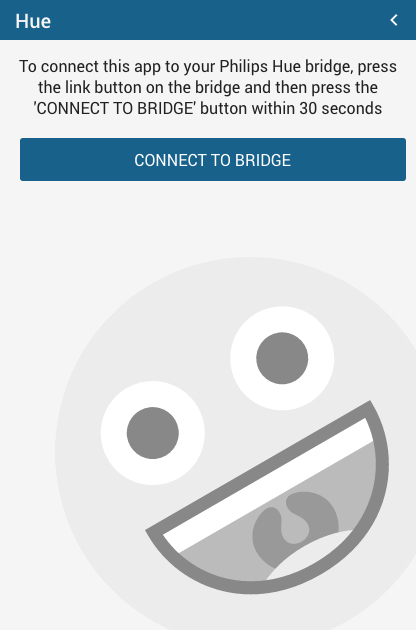 Hue
To connect this app to your Philips Hue bridge, press
the link button on the bridge and then press the
'CONNECT TO BRIDGE' button within 30 seconds
CONNECT TO BRIDGE